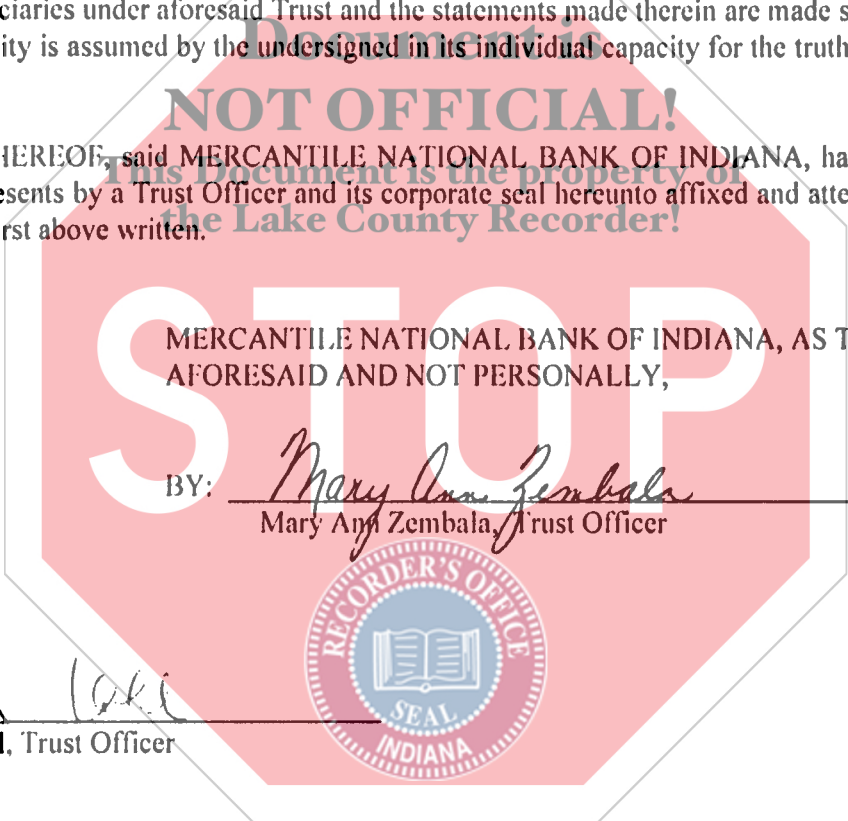 ciaries under aforesaid Trust and the statements made therein are made s
ity is assumed by the undersigned in its individual capacity for the truth
Document is
NOT OFFICIAL!
This Document is the property of
the Lake County Recorder!
HEREOF, said MERCANTILE NATIONAL BANK OF INDIANA, ha
esents by a Trust Officer and its corporate seal hereunto affixed and atte
rst above written.
STOP
MERCANTILE NATIONAL BANK OF INDIANA, AS T
AFORESAID AND NOT PERSONALLY,
BY: Mary Ann Zembala
Mary Ann Zembala, Trust Officer
RECORDER'S OFFICE
SEAL
INDIANA
, Trust Officer